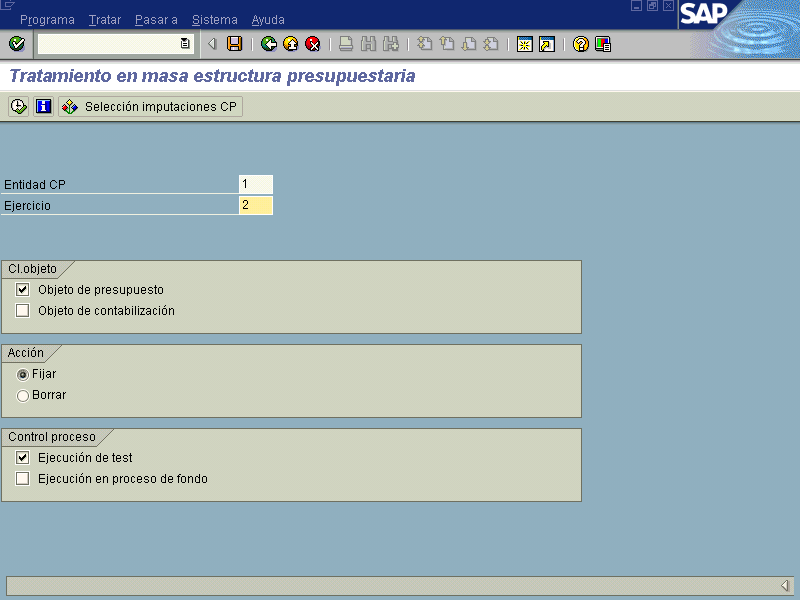 Programa Tratar Pasar a Sistema Ayuda
SAP
Tratamiento en masa estructura presupuestaria
Selección imputaciones CP
Entidad CP 1
Ejercicio 2
Cl.objeto
Objeto de presupuesto
Objeto de contabilización
Acción
Fijar
Borrar
Control proceso
Ejecución de test
Ejecución en proceso de fondo